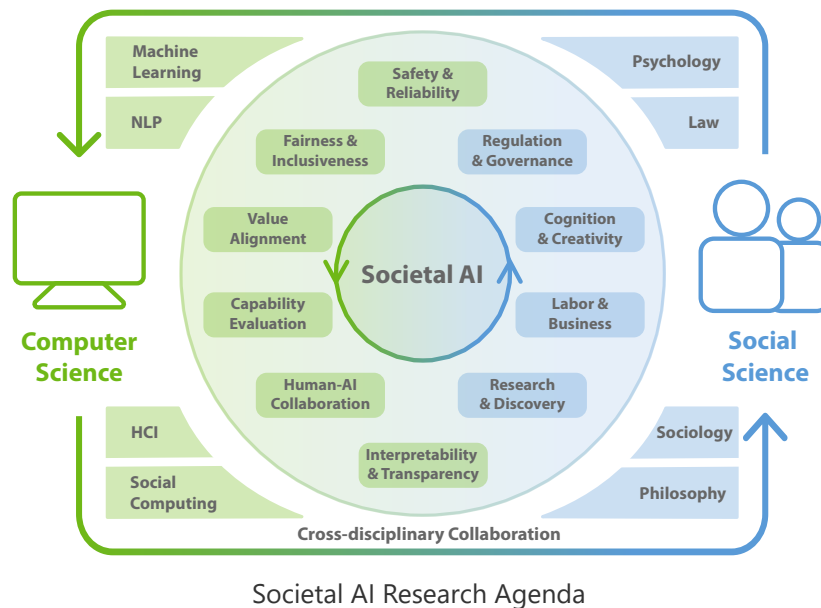 Machine
Learning
NLP
Safety &
Reliability
Psychology
Law
Fairness &
Inclusiveness
Regulation
& Governance
Value
Alignment
Cognition
& Creativity
Societal AI
Capability
Evaluation
Labor &
Business
Computer
Science
Social
Science
Human-AI
Collaboration
Research
& Discovery
HCI
Social
Computing
Interpretability
& Transparency
Sociology
Philosophy
Cross-disciplinary Collaboration
Societal AI Research Agenda